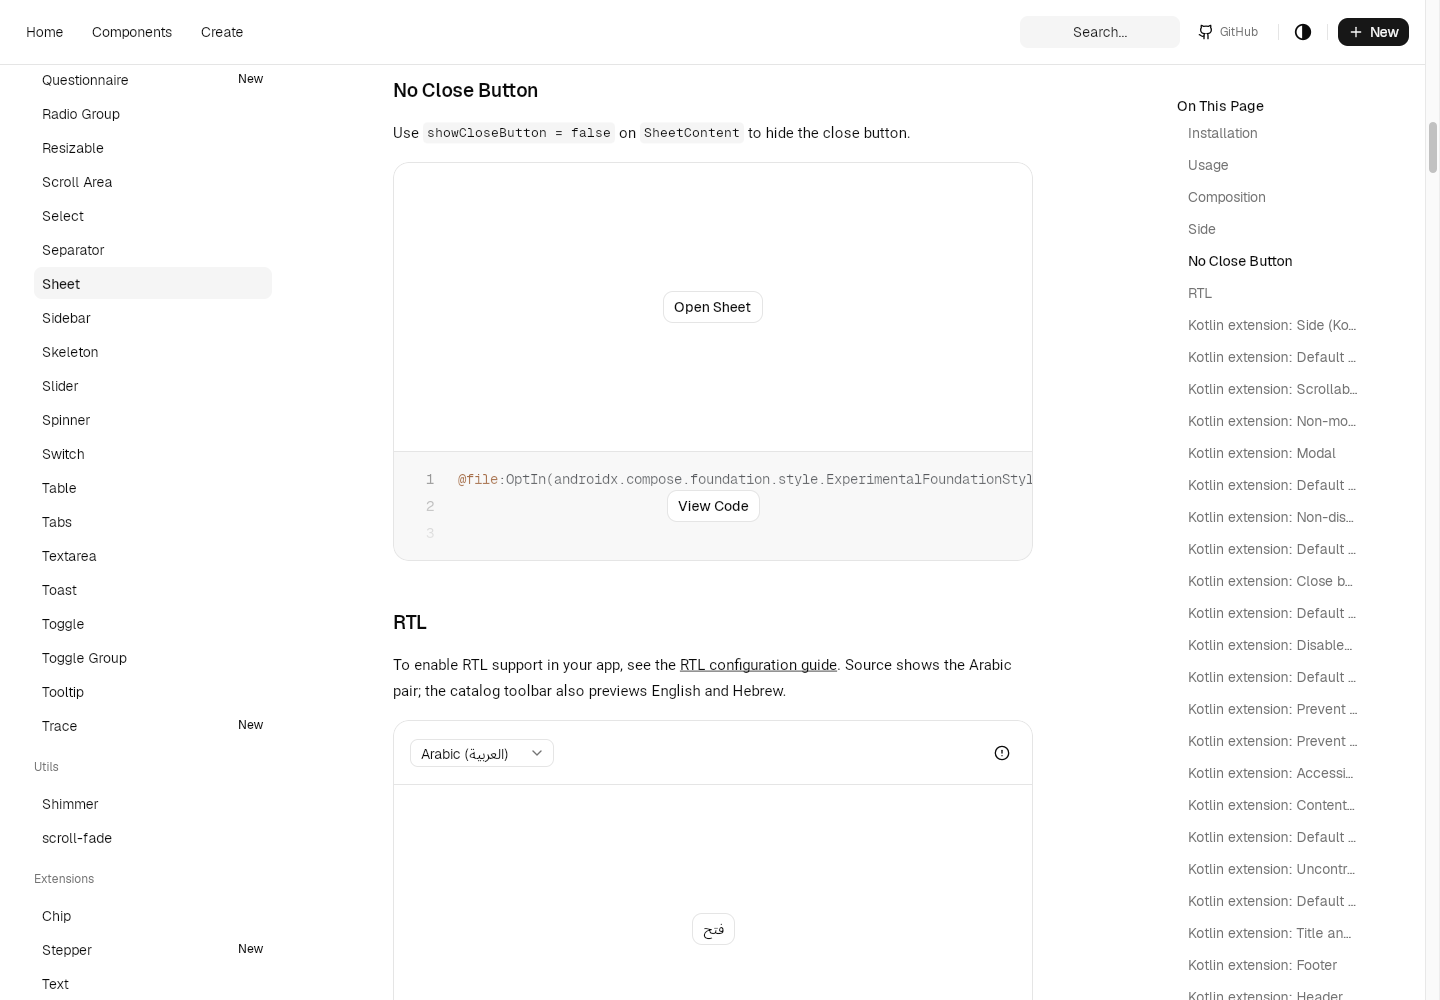 Home
Components
Create
Search...
GitHub
New
Questionnaire
New
Radio Group
Resizable
Scroll Area
Select
Separator
Sheet
Sidebar
Skeleton
Slider
Spinner
Switch
Table
Tabs
Textarea
Toast
Toggle
Toggle Group
Tooltip
Trace
New
Utils
Shimmer
scroll-fade
Extensions
Chip
Stepper
New
Text
No Close Button
Use showCloseButton = false on SheetContent to hide the close button.
Open Sheet
1 @file:OptIn(androidx.compose.foundation.style.ExperimentalFoundationStyl
2
View Code
3
RTL
To enable RTL support in your app, see the RTL configuration guide. Source shows the Arabic
pair; the catalog toolbar also previews English and Hebrew.
Arabic (العربية)
فتح
On This Page
Installation
Usage
Composition
Side
No Close Button
RTL
Kotlin extension: Side (Ko...
Kotlin extension: Default ...
Kotlin extension: Scrollab...
Kotlin extension: Non-mo...
Kotlin extension: Modal
Kotlin extension: Default ...
Kotlin extension: Non-dis...
Kotlin extension: Default ...
Kotlin extension: Close b...
Kotlin extension: Default ...
Kotlin extension: Disable...
Kotlin extension: Default ...
Kotlin extension: Prevent ...
Kotlin extension: Prevent ...
Kotlin extension: Accessi...
Kotlin extension: Content...
Kotlin extension: Default ...
Kotlin extension: Uncontr...
Kotlin extension: Default ...
Kotlin extension: Title an...
Kotlin extension: Footer
Kotlin extension: Header